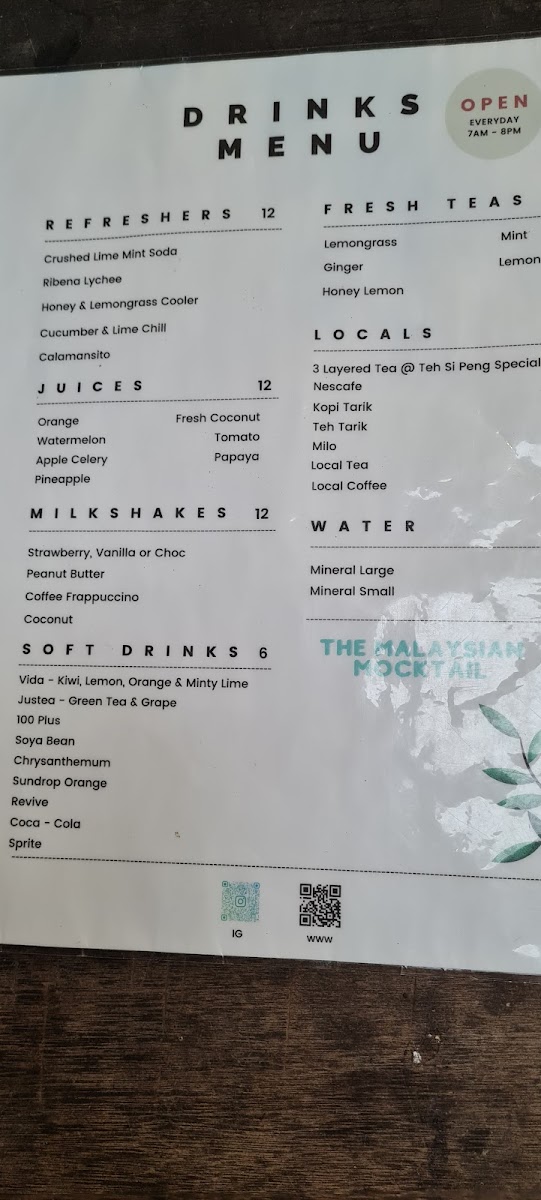 DRINKS
MENU
OPEN
EVERYDAY
7AM - 8PM
REFRESHERS 12
Crushed Lime Mint Soda
Ribena Lychee
Honey & Lemongrass Cooler
Cucumber & Lime Chill
Calamansito
JUICES 12
Orange Fresh Coconut
Watermelon Tomato
Apple Celery Papaya
Pineapple
MILKSHAKES 12
Strawberry, Vanilla or Choc
Peanut Butter
Coffee Frappuccino
Coconut
SOFT DRINKS 6
Vida - Kiwi, Lemon, Orange & Minty Lime
Justea - Green Tea & Grape
100 Plus
Soya Bean
Chrysanthemum
Sundrop Orange
Revive
Coca - Cola
Sprite
FRESH TEAS
Lemongrass Mint
Ginger Lemon
Honey Lemon
LOCALS
3 Layered Tea @ Teh Si Peng Special
Nescafe
Kopi Tarik
Teh Tarik
Milo
Local Tea
Local Coffee
WATER
Mineral Large
Mineral Small
THE MALAYSIAN
MOCKTAIL
IG
WWW